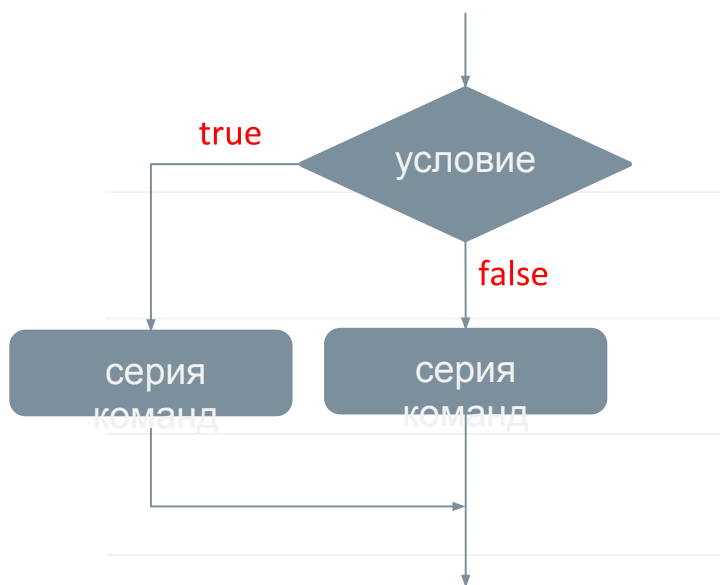 условие
true
false
серия
команд
серия
команд